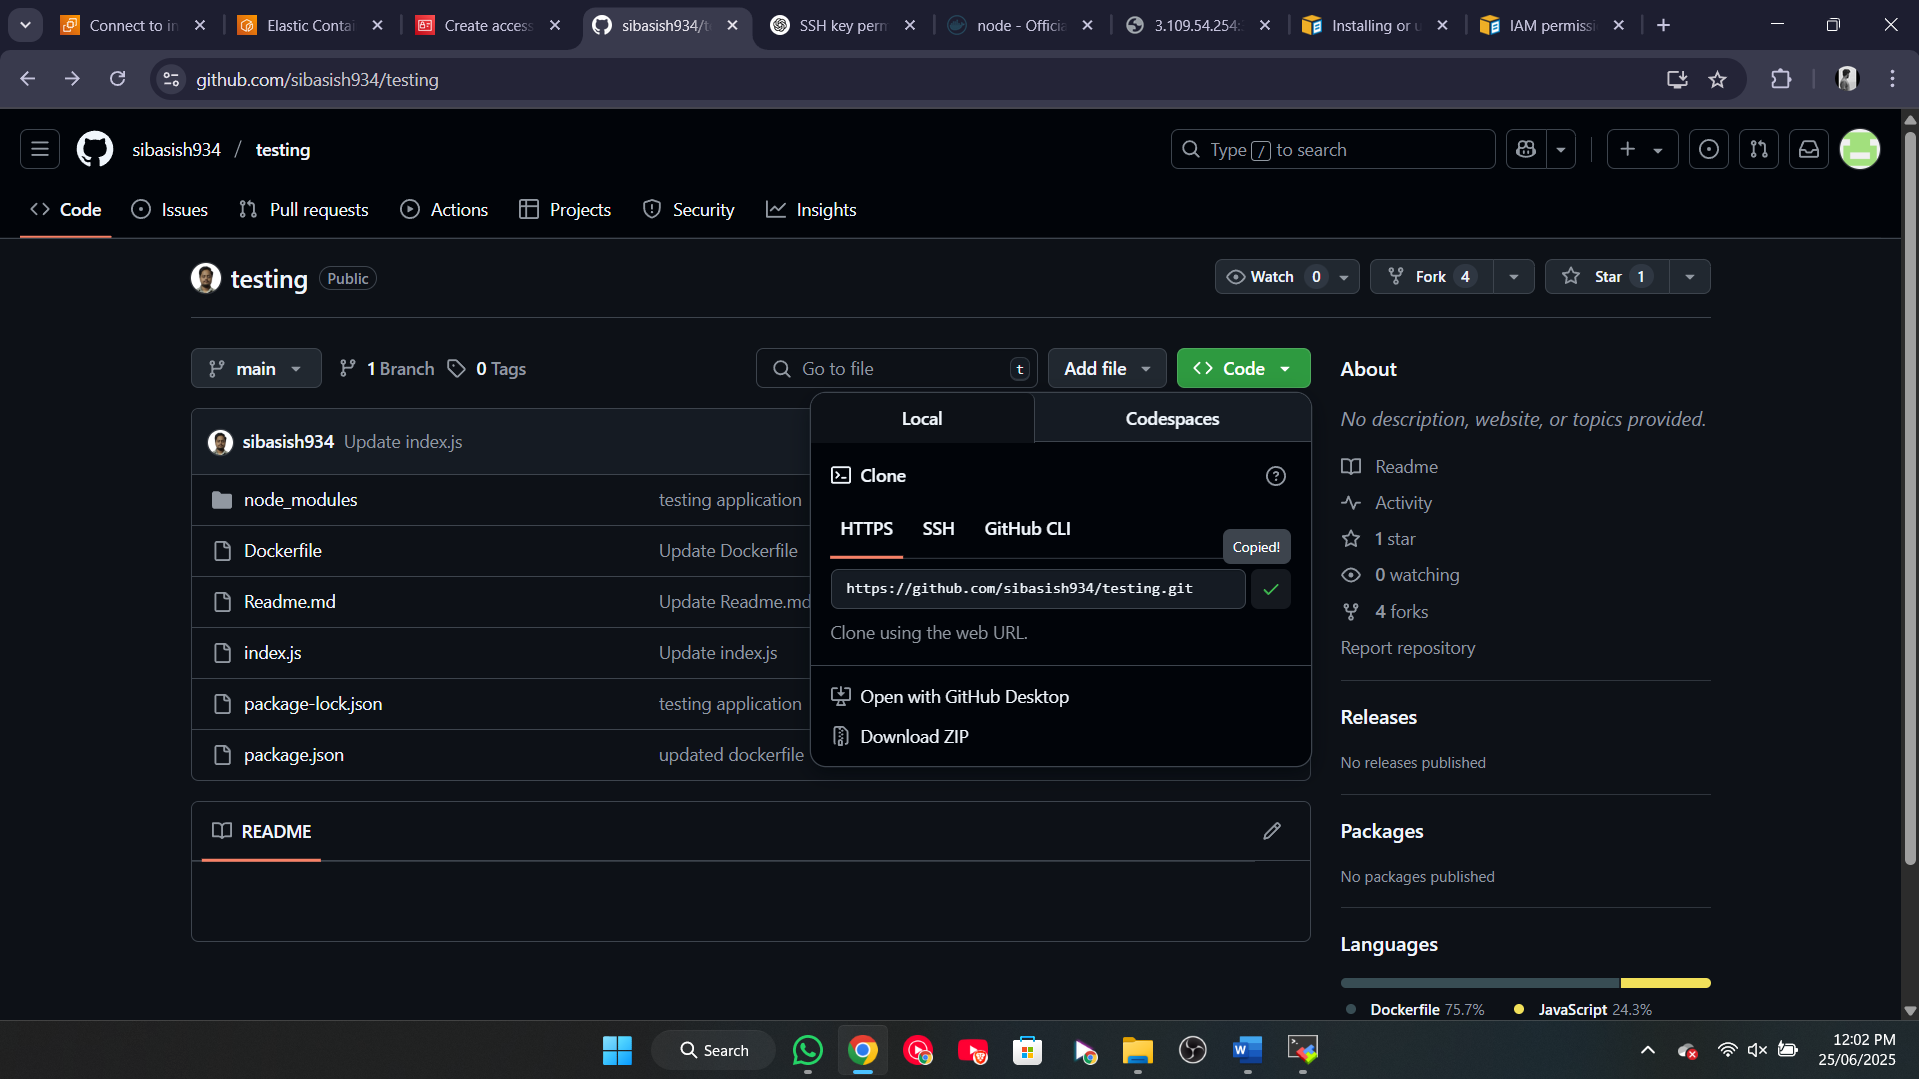 Connect to in
Elastic Contai
Create access
sibasish934/t
SSH key perm
node - Officia
3.109.54.254:
Installing or u
IAM permissi
github.com/sibasish934/testing
sibasish934 / testing
Type / to search
Code
Issues
Pull requests
Actions
Projects
Security
Insights
testing Public
Watch 0
Fork 4
Star 1
main
1 Branch
0 Tags
Go to file t
Add file
Code
sibasish934 Update index.js
node_modules testing application
Dockerfile Update Dockerfile
Readme.md Update Readme.md
index.js Update index.js
package-lock.json testing application
package.json updated dockerfile
Local
Codespaces
Clone
HTTPS
SSH
GitHub CLI
Copied!
https://github.com/sibasish934/testing.git
Clone using the web URL.
Open with GitHub Desktop
Download ZIP
README
About
No description, website, or topics provided.
Readme
Activity
1 star
0 watching
4 forks
Report repository
Releases
No releases published
Packages
No packages published
Languages
Dockerfile 75.7%
JavaScript 24.3%
Search
12:02 PM
25/06/2025